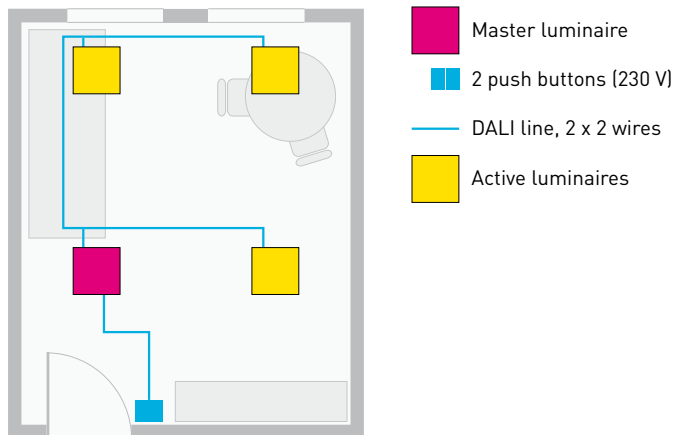 Master luminaire
2 push buttons (230 V)
DALI line, 2 x 2 wires
Active luminaires